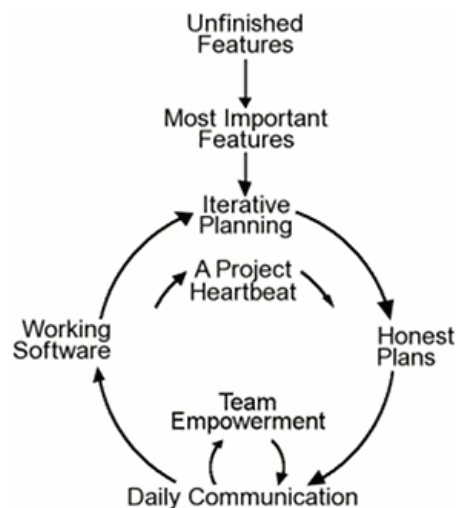 Unfinished
Features
Most Important
Features
Iterative
Planning
A Project
Heartbeat
Working
Software
Honest
Plans
Team
Empowerment
Daily Communication